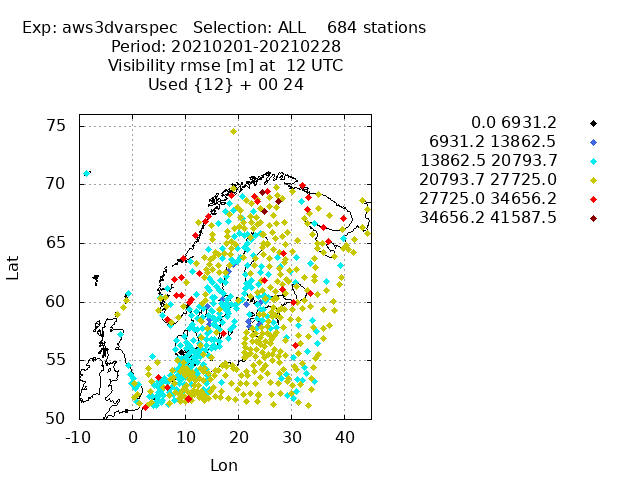 Exp: aws3dvarspec   Selection: ALL    684 stations
Period: 20210201-20210228
Visibility rmse [m] at  12 UTC
Used {12} + 00 24
0.0 6931.2
6931.2 13862.5
13862.5 20793.7
20793.7 27725.0
27725.0 34656.2
34656.2 41587.5
75
70
65
60
55
50
Lat
-10 0 10 20 30 40
Lon